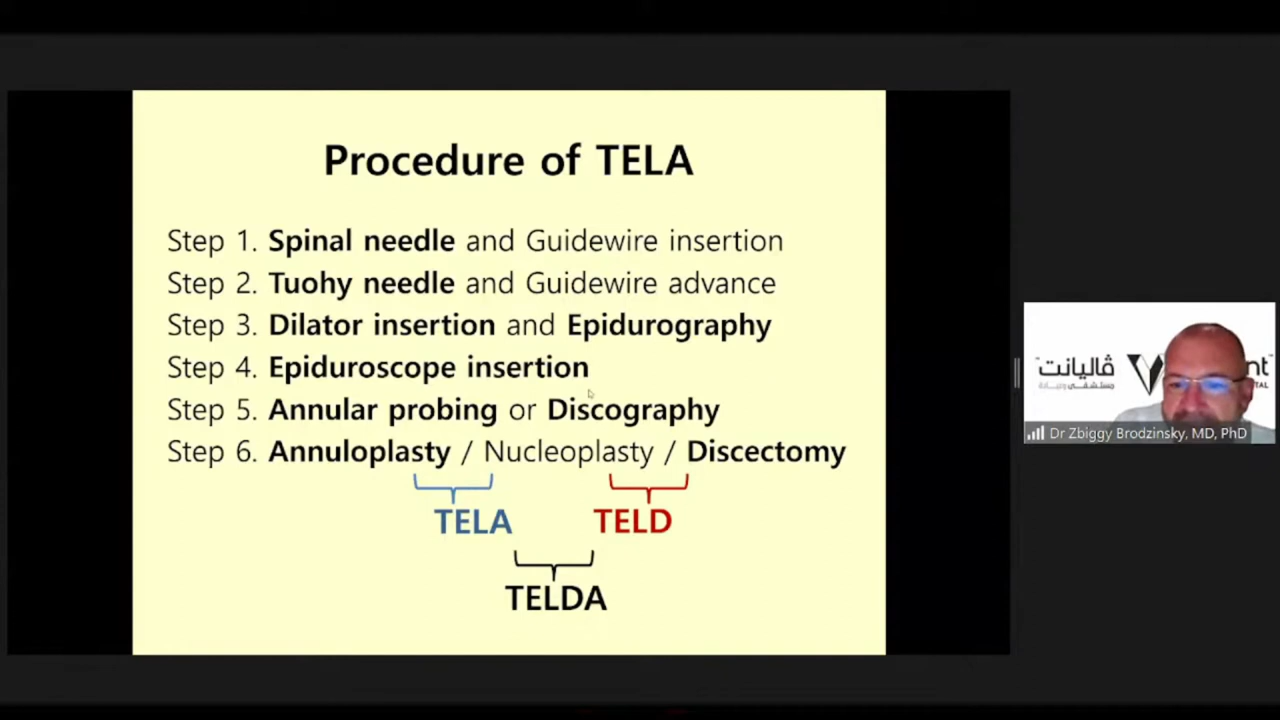 Procedure of TELA
Step 1. Spinal needle and Guidewire insertion
Step 2. Tuohy needle and Guidewire advance
Step 3. Dilator insertion and Epidurography
Step 4. Epiduroscope insertion
Step 5. Annular probing or Discography
Step 6. Annuloplasty / Nucleoplasty / Discectomy
TELA TELD
TELDA
ڤاليانت
Dr Zbiggy Brodzinsky, MD, PhD